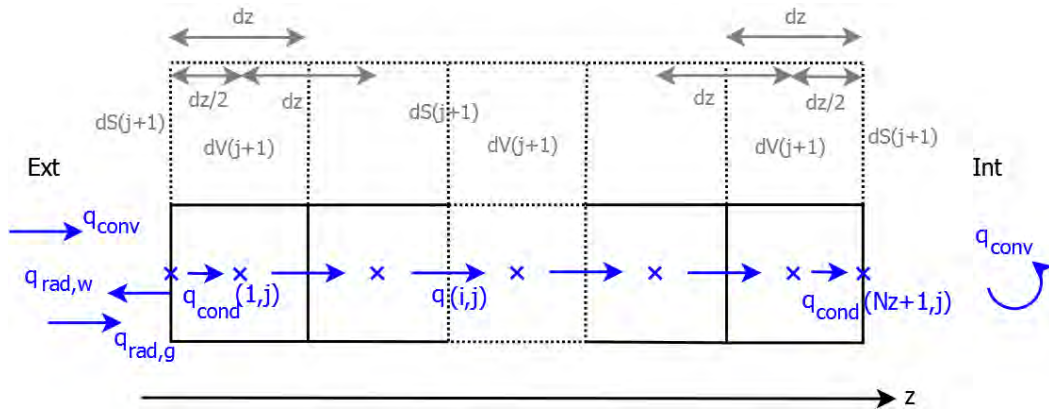 dz
dz
dz/2
dz
dz
dz/2
dS(j+1)
dS(j+1)
dS(j+1)
dV(j+1)
dV(j+1)
dV(j+1)
Ext
Int
qconv
qconv
qrad,w
qcond(1,j)
q(i,j)
qcond(Nz+1,j)
qrad,g
z